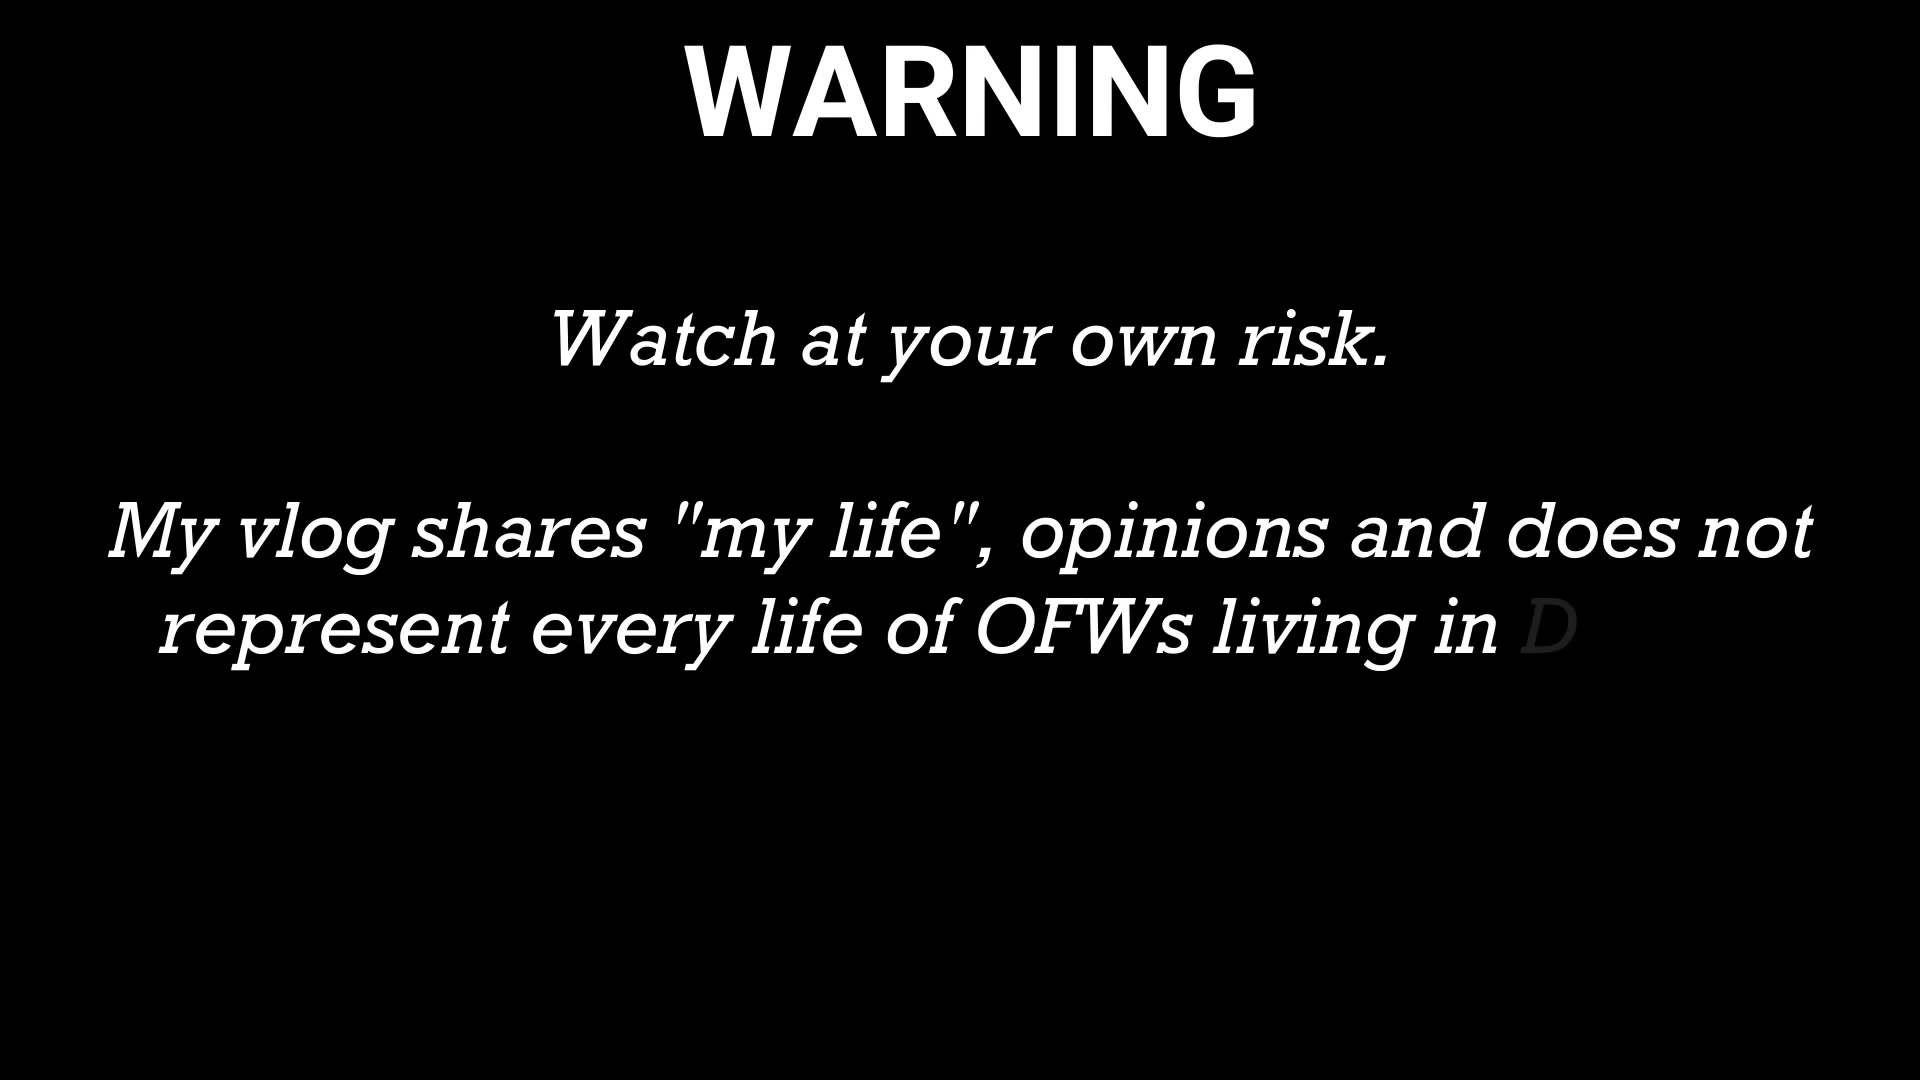 WARNING
Watch at your own risk.
My vlog shares "my life", opinions and does not
represent every life of OFWs living in D